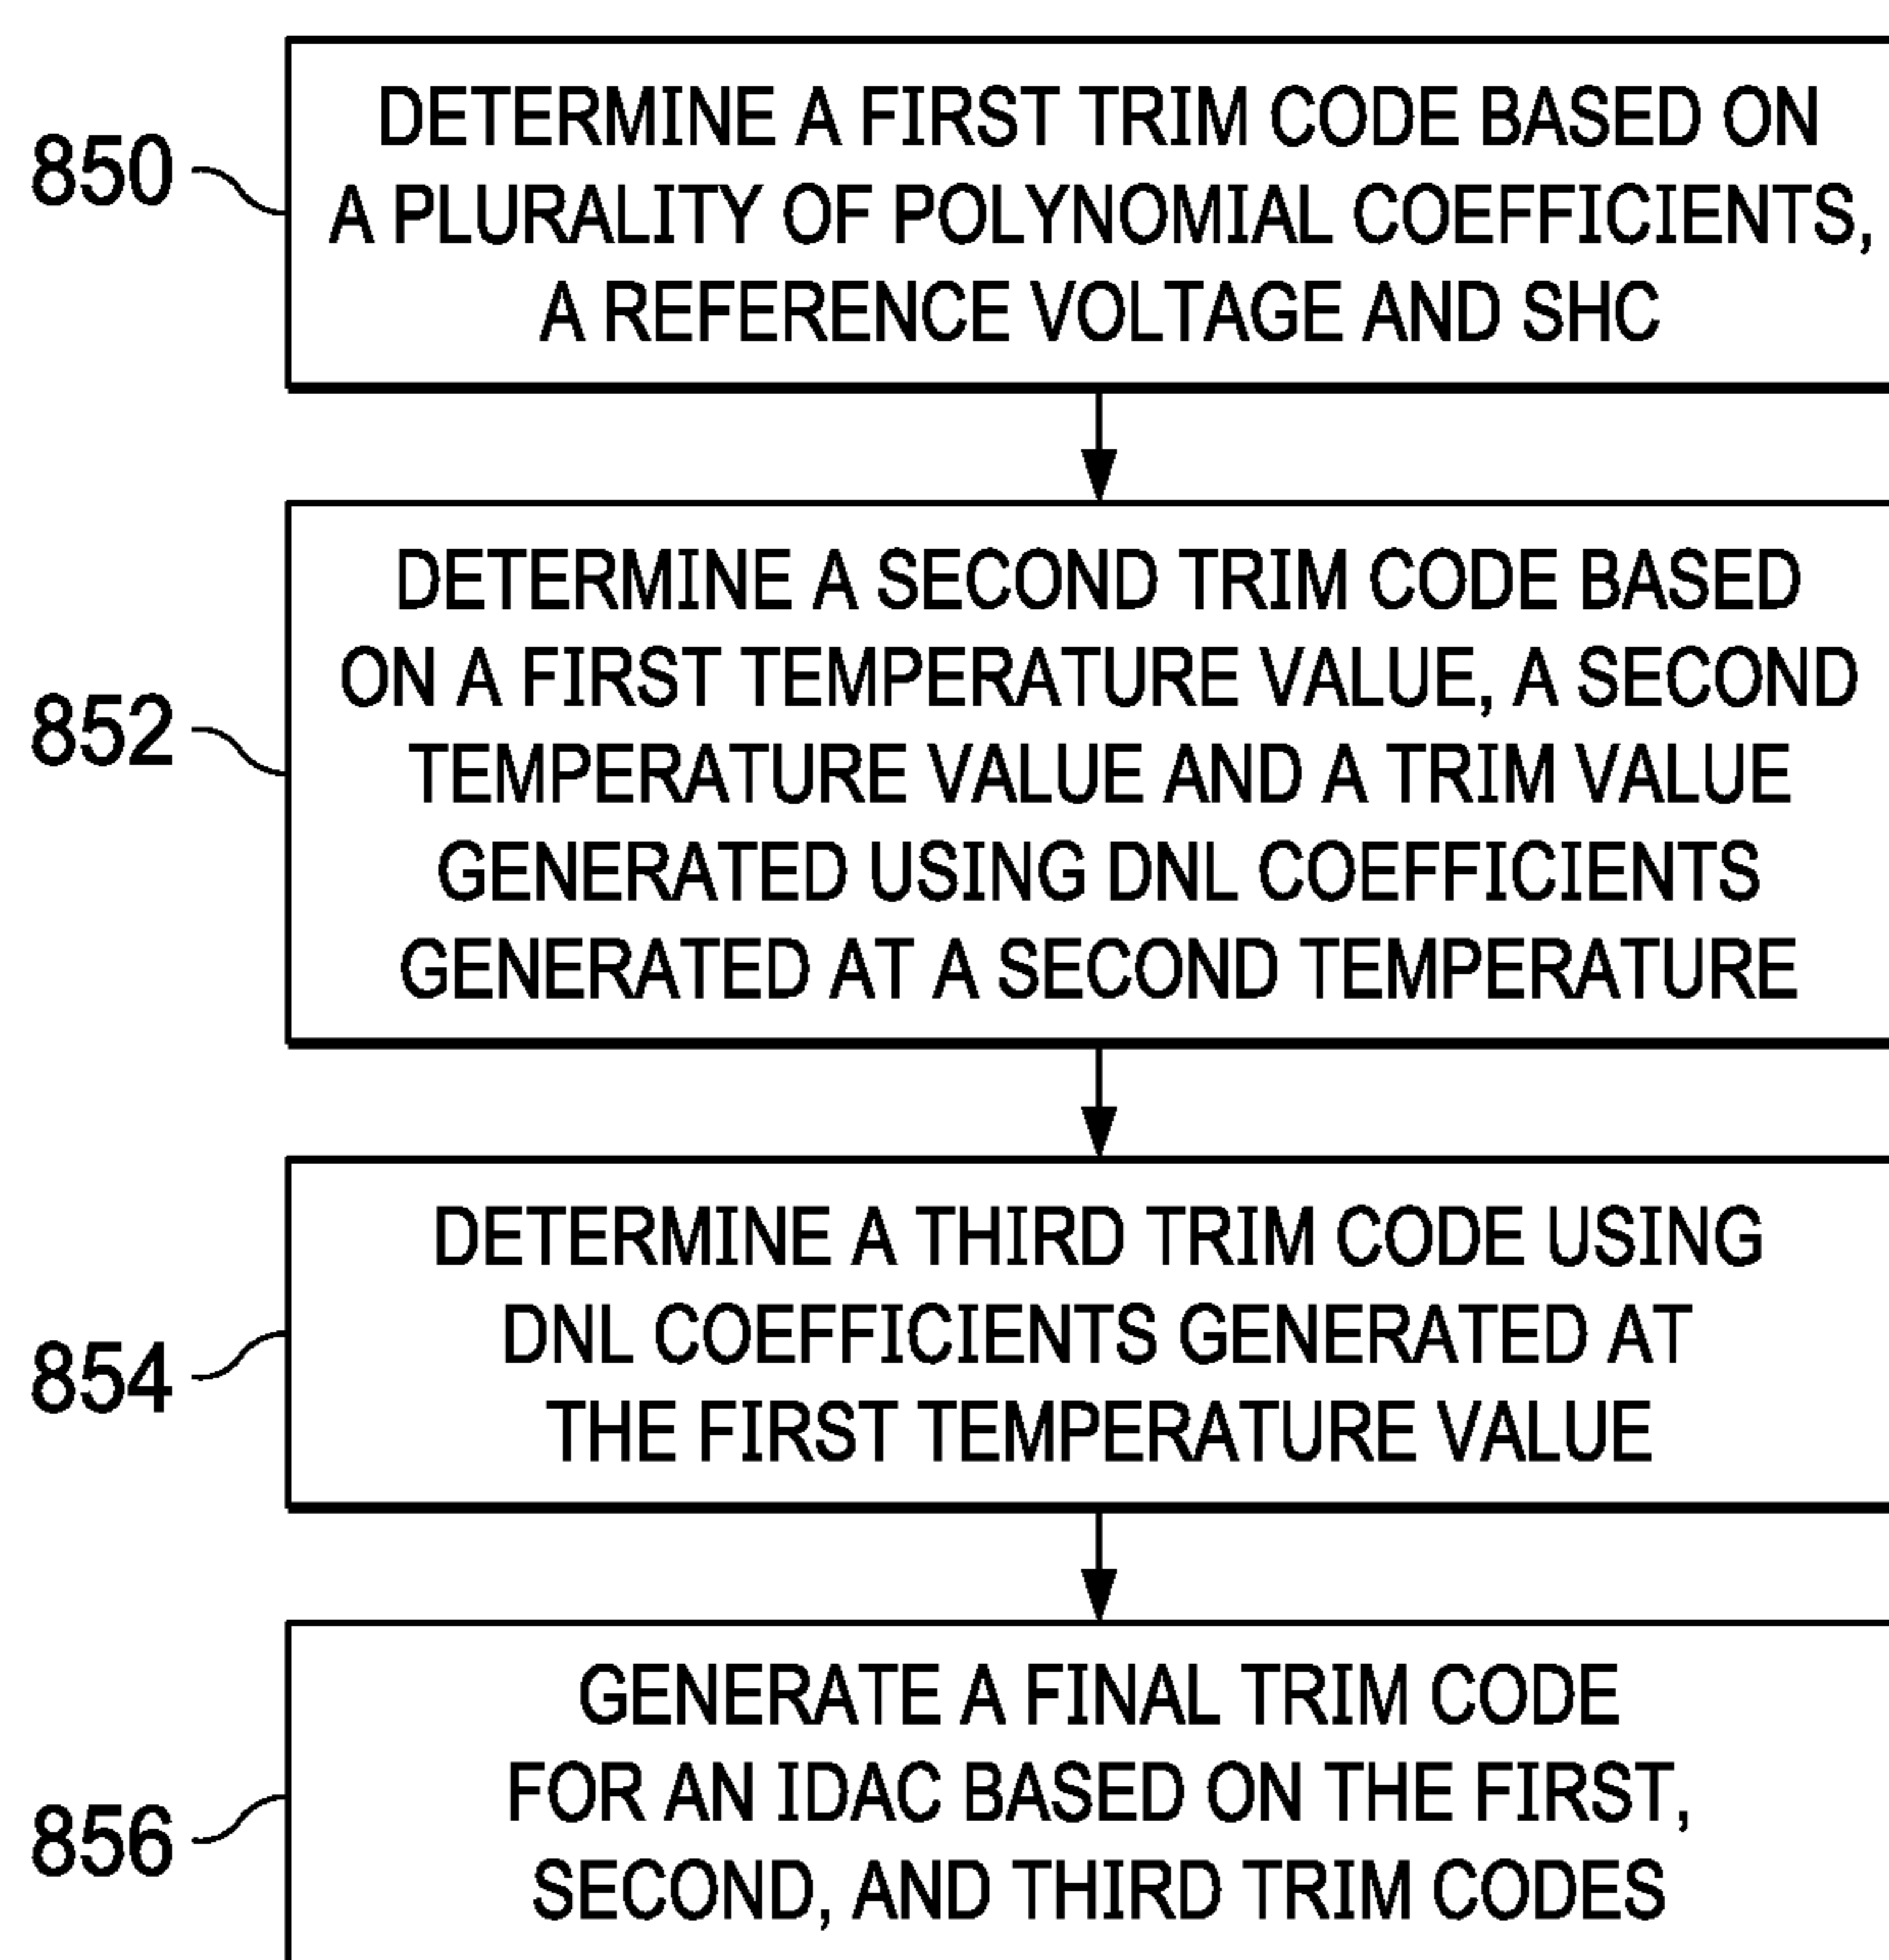 DETERMINE A FIRST TRIM CODE BASED ON
850
A PLURALITY OF POLYNOMIAL COEFFICIENTS,
A REFERENCE VOLTAGE AND SHC
DETERMINE A SECOND TRIM CODE BASED
ON A FIRST TEMPERATURE VALUE, A SECOND
852
TEMPERATURE VALUE AND A TRIM VALUE
GENERATED USING DNL COEFFICIENTS
GENERATED AT A SECOND TEMPERATURE
DETERMINE A THIRD TRIM CODE USING
DNL COEFFICIENTS GENERATED AT
854
THE FIRST TEMPERATURE VALUE
GENERATE A FINAL TRIM CODE
FOR AN IDAC BASED ON THE FIRST,
856
SECOND, AND THIRD TRIM CODES